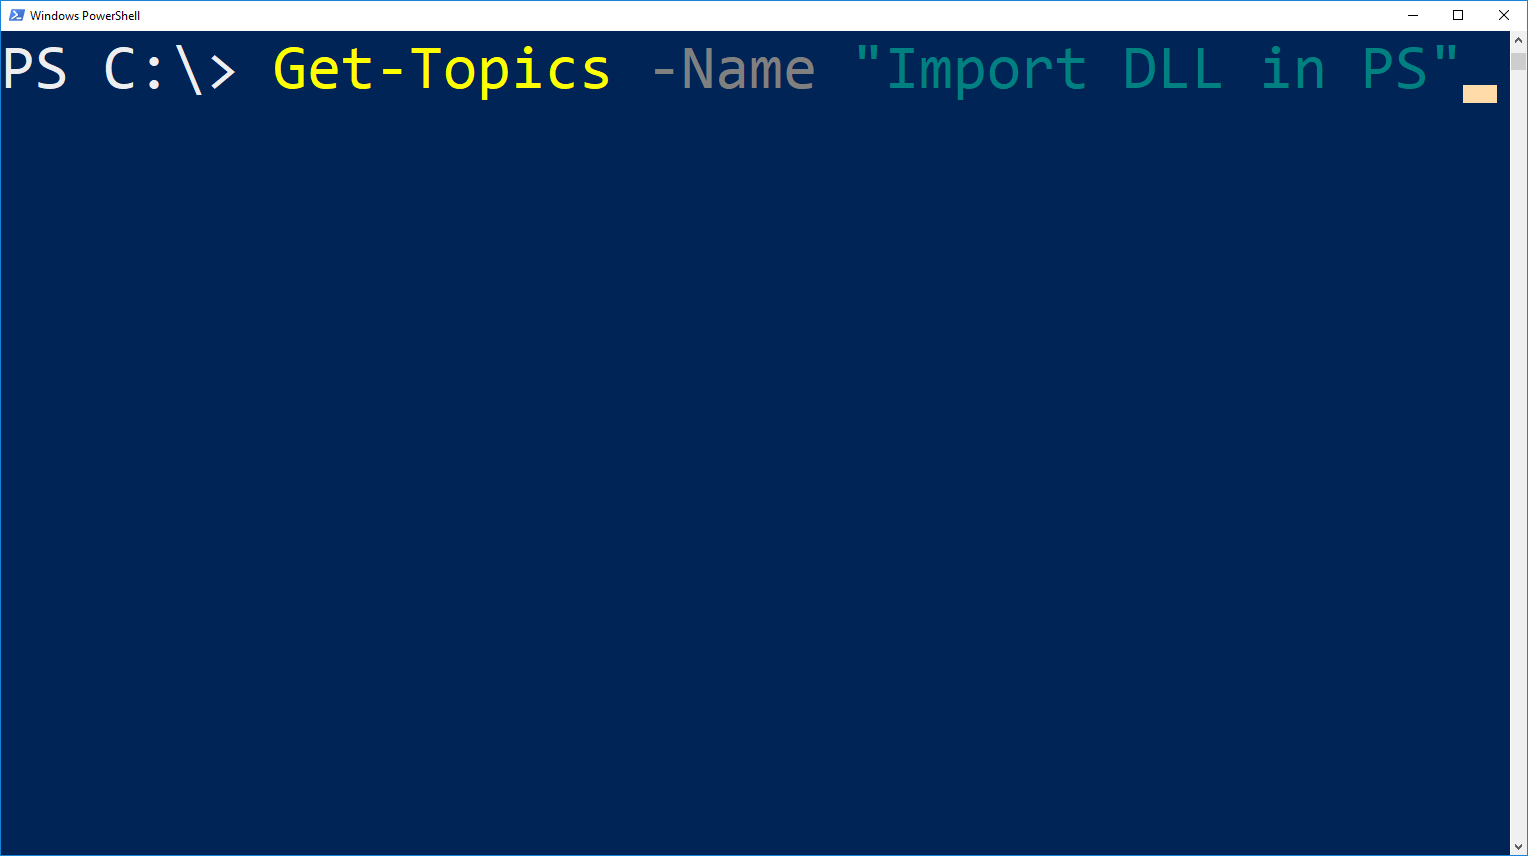 Windows PowerShell
PS C:\> Get-Topics -Name "Import DLL in PS"